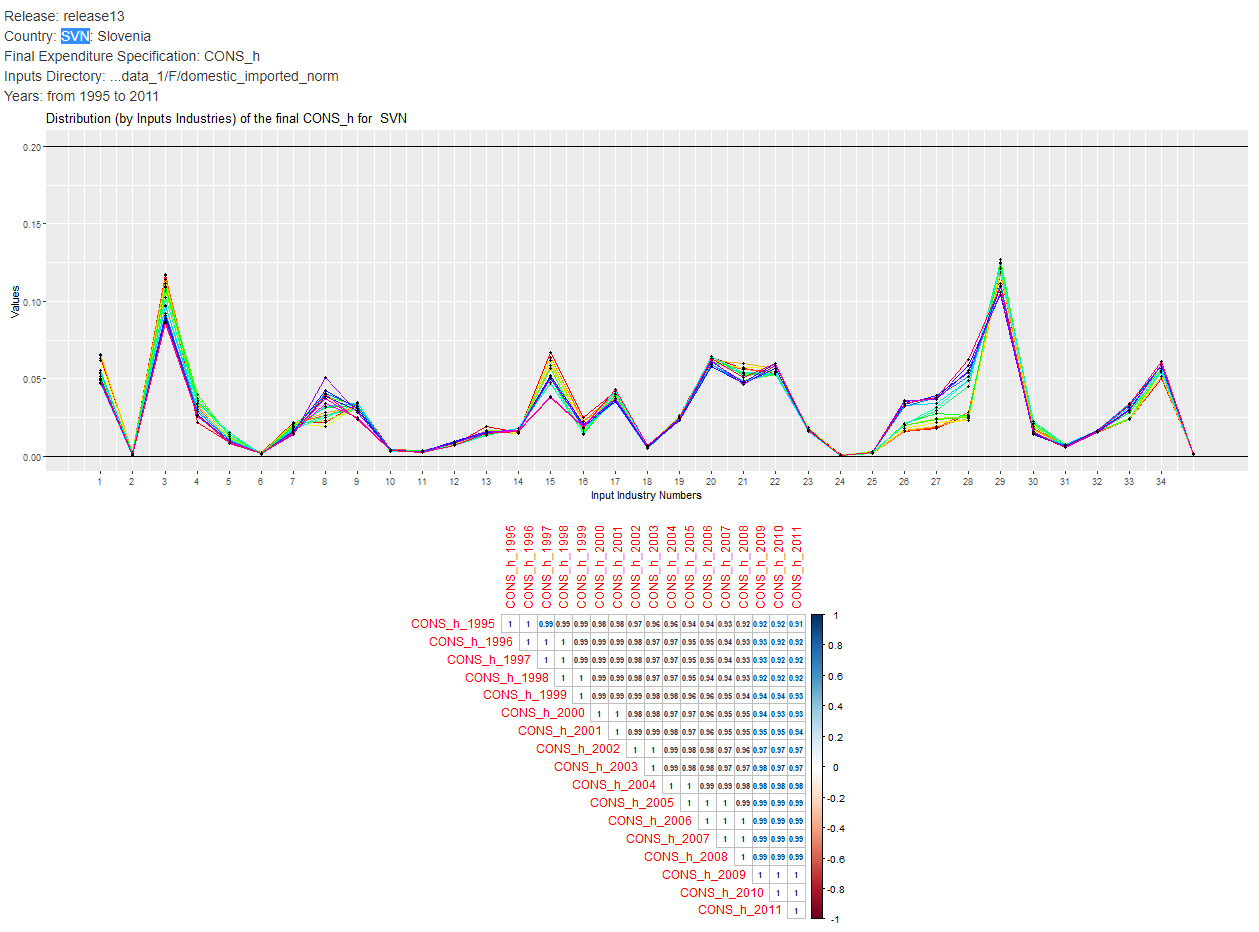 Release: release13
Country: SVN: Slovenia
Final Expenditure Specification: CONS_h
Inputs Directory: ...data_1/F/domestic_imported_norm
Years: from 1995 to 2011
Distribution (by Inputs Industries) of the final CONS_h for SVN
Values
0.20
0.15
0.10
0.05
0.00
1 2 3 4 5 6 7 8 9 10 11 12 13 14 15 16 17 18 19 20 21 22 23 24 25 26 27 28 29 30 31 32 33 34
Input Industry Numbers
CONS_h_1995 CONS_h_1996 CONS_h_1997 CONS_h_1998 CONS_h_1999 CONS_h_2000 CONS_h_2001 CONS_h_2002 CONS_h_2003 CONS_h_2004 CONS_h_2005 CONS_h_2006 CONS_h_2007 CONS_h_2008 CONS_h_2009 CONS_h_2010 CONS_h_2011
CONS_h_1995 1 1 0.99 0.99 0.99 0.98 0.98 0.97 0.96 0.96 0.94 0.94 0.93 0.92 0.92 0.92 0.91
CONS_h_1996 1 1 1 0.99 0.99 0.99 0.98 0.97 0.97 0.95 0.95 0.94 0.93 0.93 0.92 0.92
CONS_h_1997 1 1 0.99 0.99 0.99 0.98 0.97 0.97 0.95 0.95 0.94 0.93 0.93 0.92 0.92
CONS_h_1998 1 1 0.99 0.99 0.98 0.97 0.97 0.95 0.94 0.94 0.93 0.92 0.92 0.92
CONS_h_1999 1 0.99 0.99 0.99 0.98 0.98 0.96 0.96 0.95 0.94 0.94 0.94 0.93
CONS_h_2000 1 1 0.98 0.98 0.97 0.97 0.96 0.95 0.95 0.94 0.93 0.93
CONS_h_2001 1 0.99 0.99 0.98 0.97 0.96 0.95 0.95 0.95 0.95 0.94
CONS_h_2002 1 1 0.99 0.98 0.98 0.97 0.96 0.97 0.97 0.97
CONS_h_2003 1 0.99 0.98 0.98 0.97 0.97 0.98 0.97 0.97
CONS_h_2004 1 1 0.99 0.99 0.98 0.98 0.98 0.98
CONS_h_2005 1 1 1 0.99 0.99 0.99 0.99
CONS_h_2006 1 1 1 0.99 0.99 0.99
CONS_h_2007 1 1 0.99 0.99 0.99
CONS_h_2008 1 0.99 0.99 0.99
CONS_h_2009 1 1 1
CONS_h_2010 1 1
CONS_h_2011 1
1
0.8
0.6
0.4
0.2
0
-0.2
-0.4
-0.6
-0.8
-1